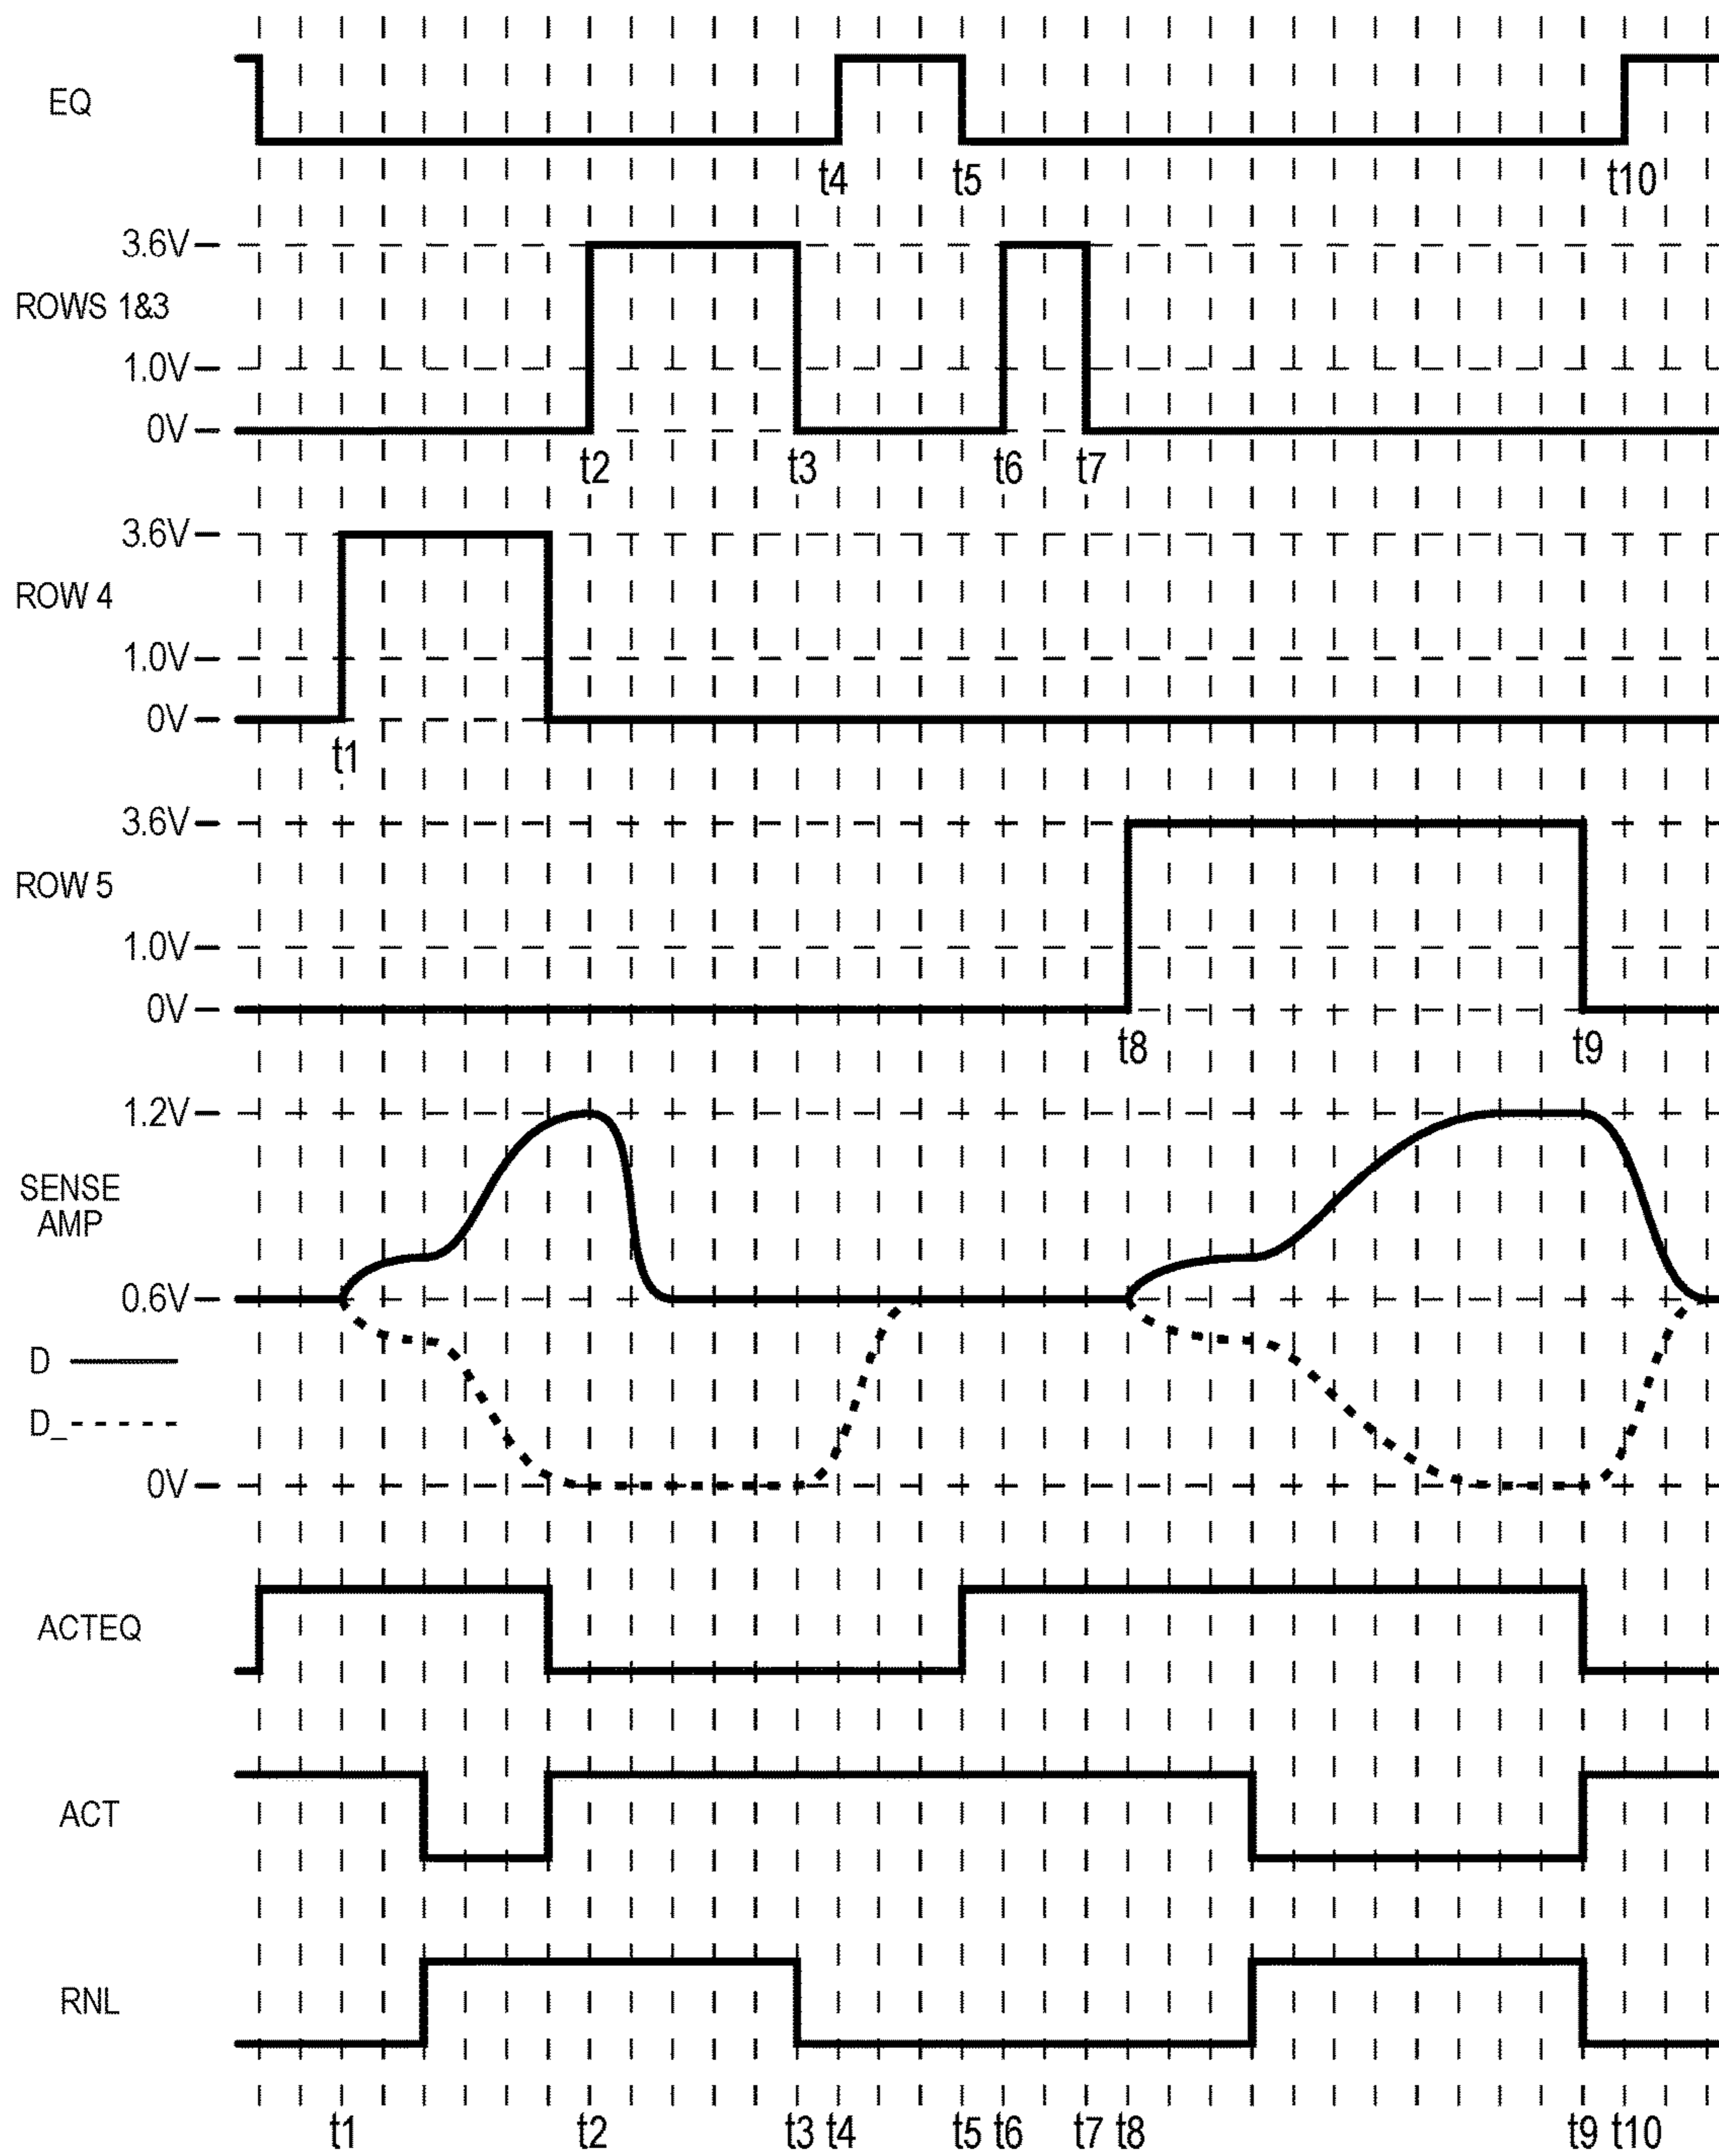 EQ
t4 t5 t10
3.6V
ROWS 1&3
1.0V
0V
t2 t3 t6 t7
3.6V
ROW 4
1.0V
0V
t1
3.6V
ROW 5
1.0V
0V
t8 t9
1.2V
SENSE
AMP
0.6V
D
D_
0V
ACTEQ
ACT
RNL
t1 t2 t3 t4 t5 t6 t7 t8 t9 t10